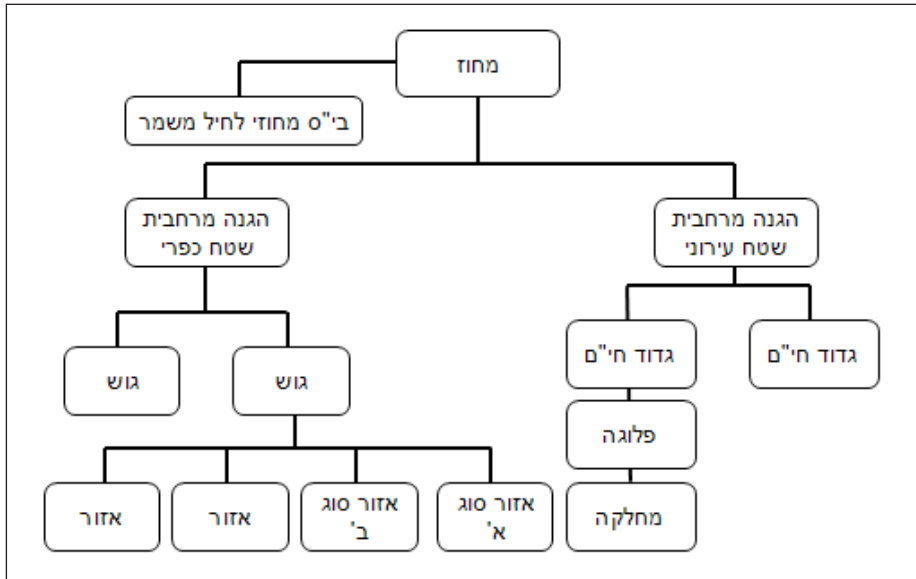 מחוז
בי"ס מחוזי לחיל משמר
הגנה מרחבית
שטח עירוני
הגנה מרחבית
שטח כפרי
גדוד חי"ם
גדוד חי"ם
גוש
גוש
פלוגה
מחלקה
אזור סוג
א'
אזור סוג
ב'
אזור
אזור